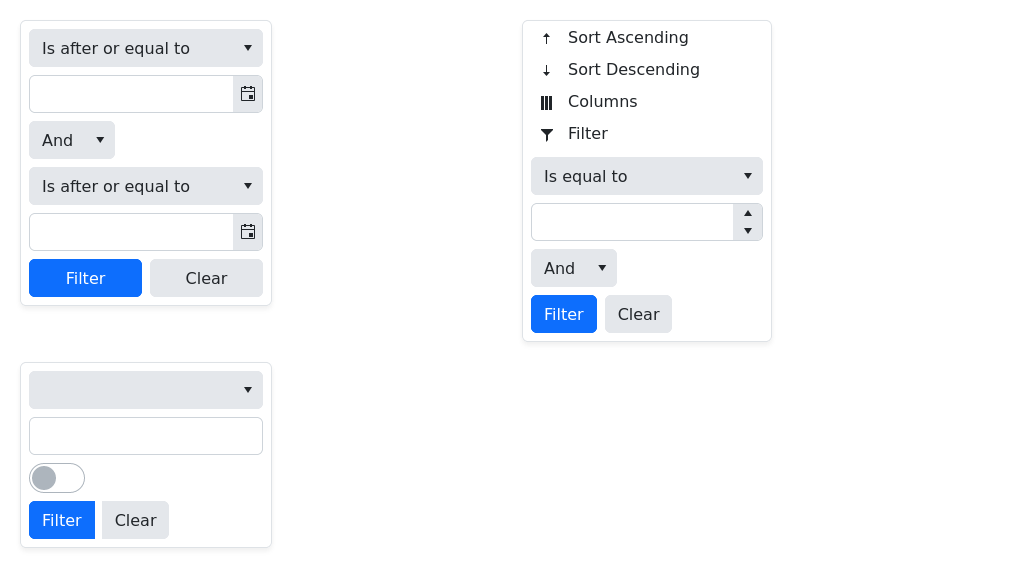 Is after or equal to
And
Is after or equal to
Filter Clear
Sort Ascending
Sort Descending
Columns
Filter
Is equal to
And
Filter Clear
Filter Clear